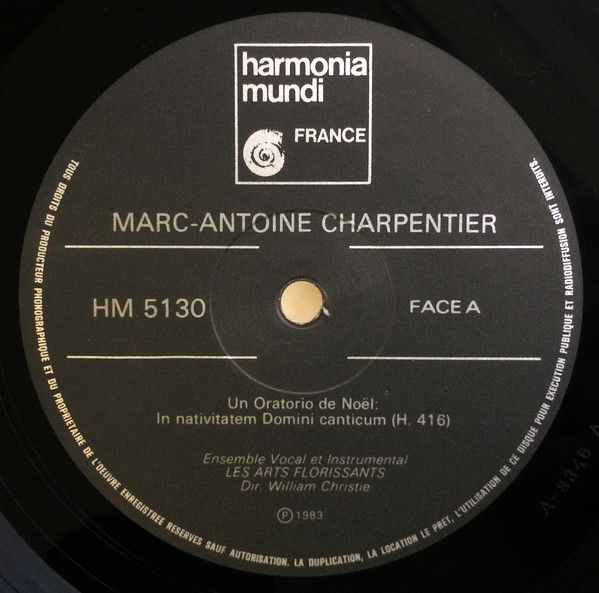 harmonia
mundi
FRANCE
MARC-ANTOINE CHARPENTIER
HM 5130
FACE A
Un Oratorio de Noël:
In nativitatem Domini canticum (H. 416)
Ensemble Vocal et Instrumental
LES ARTS FLORISSANTS
Dir. William Christie
℗ 1983
TOUS DROITS DU PRODUCTEUR PHONOGRAPHIQUE ET DU PROPRIETAIRE DE L'OEUVRE ENREGISTREE RESERVES SAUF AUTORISATION. LA DUPLICATION, LA LOCATION LE PRET, L'UTILISATION DE CE DISQUE POUR EXECUTION PUBLIQUE ET RADIODIFFUSION SONT INTERDITS.